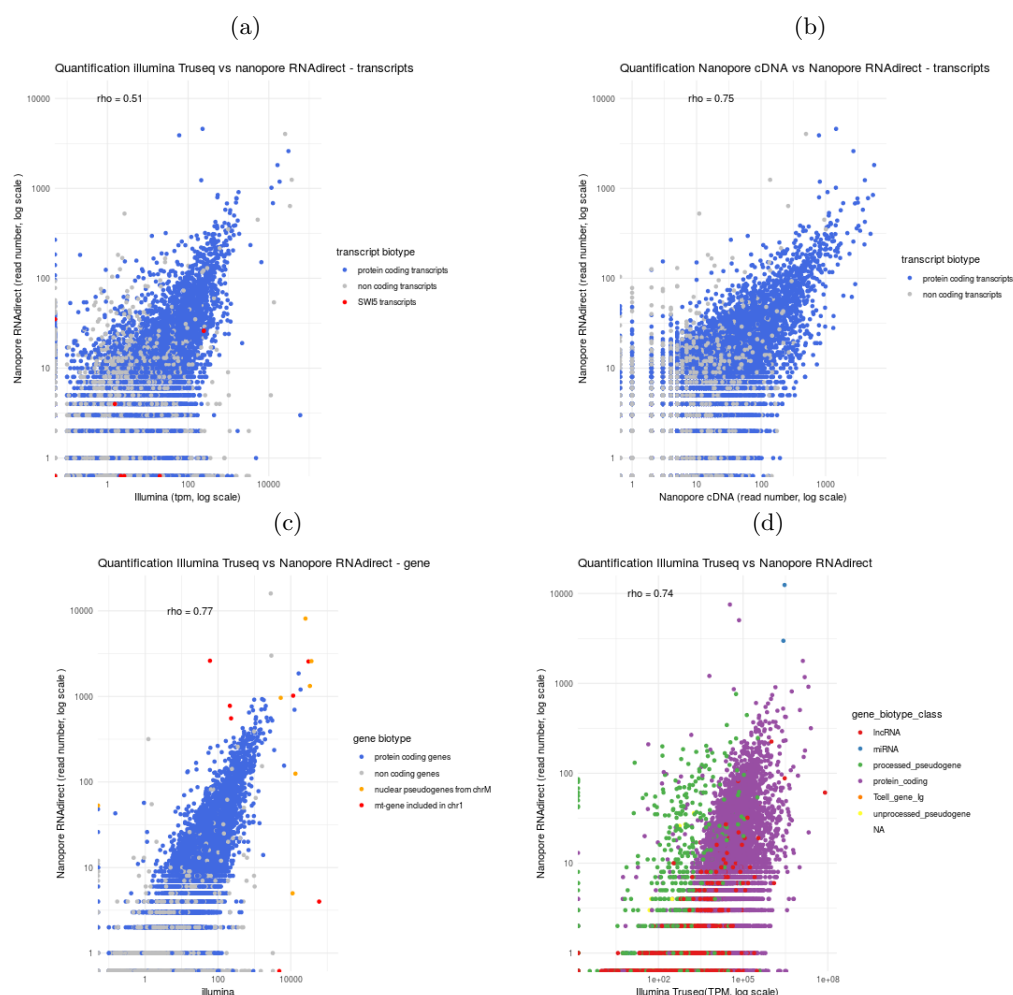 (a)
Quantification illumina Truseq vs nanopore RNAdirect - transcripts
rho = 0.51
10000
1000
100
10
1
Nanopore RNAdirect (read number, log scale )
1
100
10000
Illumina (tpm, log scale)
transcript biotype
protein coding transcripts
non coding transcripts
SWI5 transcripts
(b)
Quantification Nanopore cDNA vs Nanopore RNAdirect - transcripts
rho = 0.75
10000
1000
100
10
1
Nanopore RNAdirect (read number, log scale )
1
10
100
1000
Nanopore cDNA (read number, log scale)
transcript biotype
protein coding transcripts
non coding transcripts
(c)
Quantification Illumina Truseq vs Nanopore RNAdirect - gene
rho = 0.77
10000
1000
100
10
1
Nanopore RNAdirect (read number, log scale )
1
100
10000
illumina
gene biotype
protein coding genes
non coding genes
nuclear pseudogenes from chrM
mt-gene included in chr1
(d)
Quantification Illumina Truseq vs Nanopore RNAdirect
rho = 0.74
10000
1000
100
10
1
Nanopore RNAdirect (read number, log scale )
1e+02
1e+05
1e+08
Illumina Truseq(TPM, log scale)
gene_biotype_class
lncRNA
miRNA
processed_pseudogene
protein_coding
Tcell_gene_Ig
unprocessed_pseudogene
NA